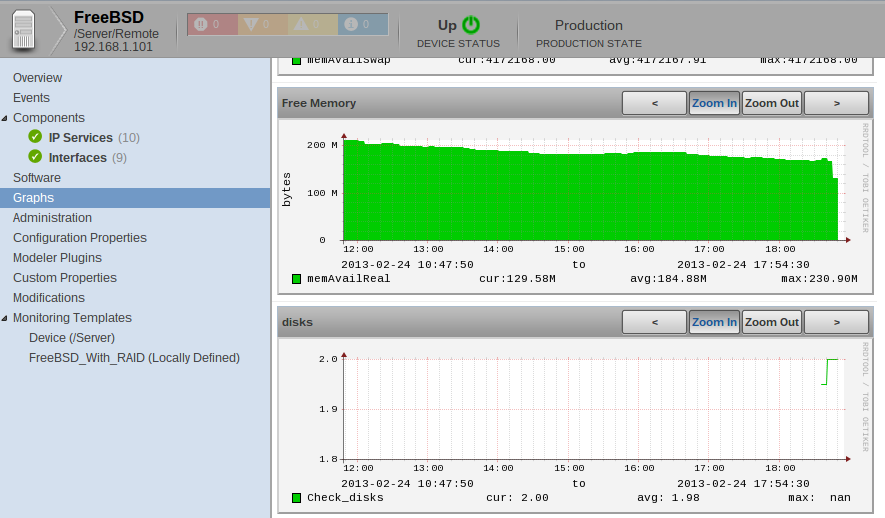 FreeBSD
/Server/Remote
192.168.1.101
0 0 0 0
Up
DEVICE STATUS
Production
PRODUCTION STATE
Overview
Events
Components
IP Services (10)
Interfaces (9)
Software
Graphs
Administration
Configuration Properties
Modeler Plugins
Custom Properties
Modifications
Monitoring Templates
Device (/Server)
FreeBSD_With_RAID (Locally Defined)
memAvailSwap cur:4172168.00 avg:4172167.91 max:4172168.00
Free Memory
< Zoom In Zoom Out >
200 M
100 M
0
bytes
12:00 13:00 14:00 15:00 16:00 17:00 18:00
2013-02-24 10:47:50 to 2013-02-24 17:54:30
memAvailReal cur:129.58M avg:184.88M max:230.90M
RRDTOOL / TOBI OETIKER
disks
< Zoom In Zoom Out >
2.0
1.9
1.8
12:00 13:00 14:00 15:00 16:00 17:00 18:00
2013-02-24 10:47:50 to 2013-02-24 17:54:30
Check_disks cur: 2.00 avg: 1.98 max: nan
RRDTOOL / TOBI OETIKER